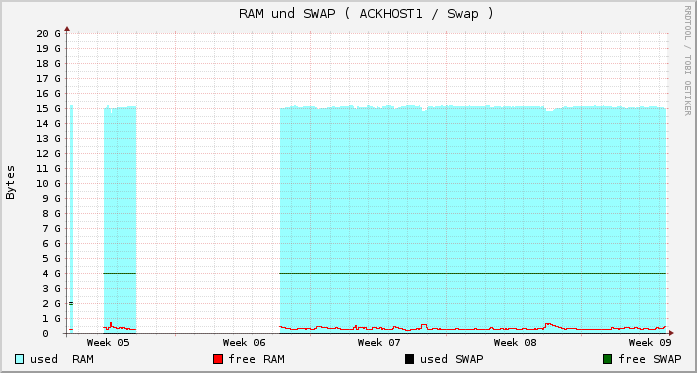 RAM und SWAP ( ACKHOST1 / Swap )
RRDTOOL / TOBI OETIKER
Bytes
20 G
19 G
18 G
17 G
16 G
15 G
14 G
13 G
12 G
11 G
10 G
9 G
8 G
7 G
6 G
5 G
4 G
3 G
2 G
1 G
0
Week 05 Week 06 Week 07 Week 08 Week 09
used RAM free RAM used SWAP free SWAP